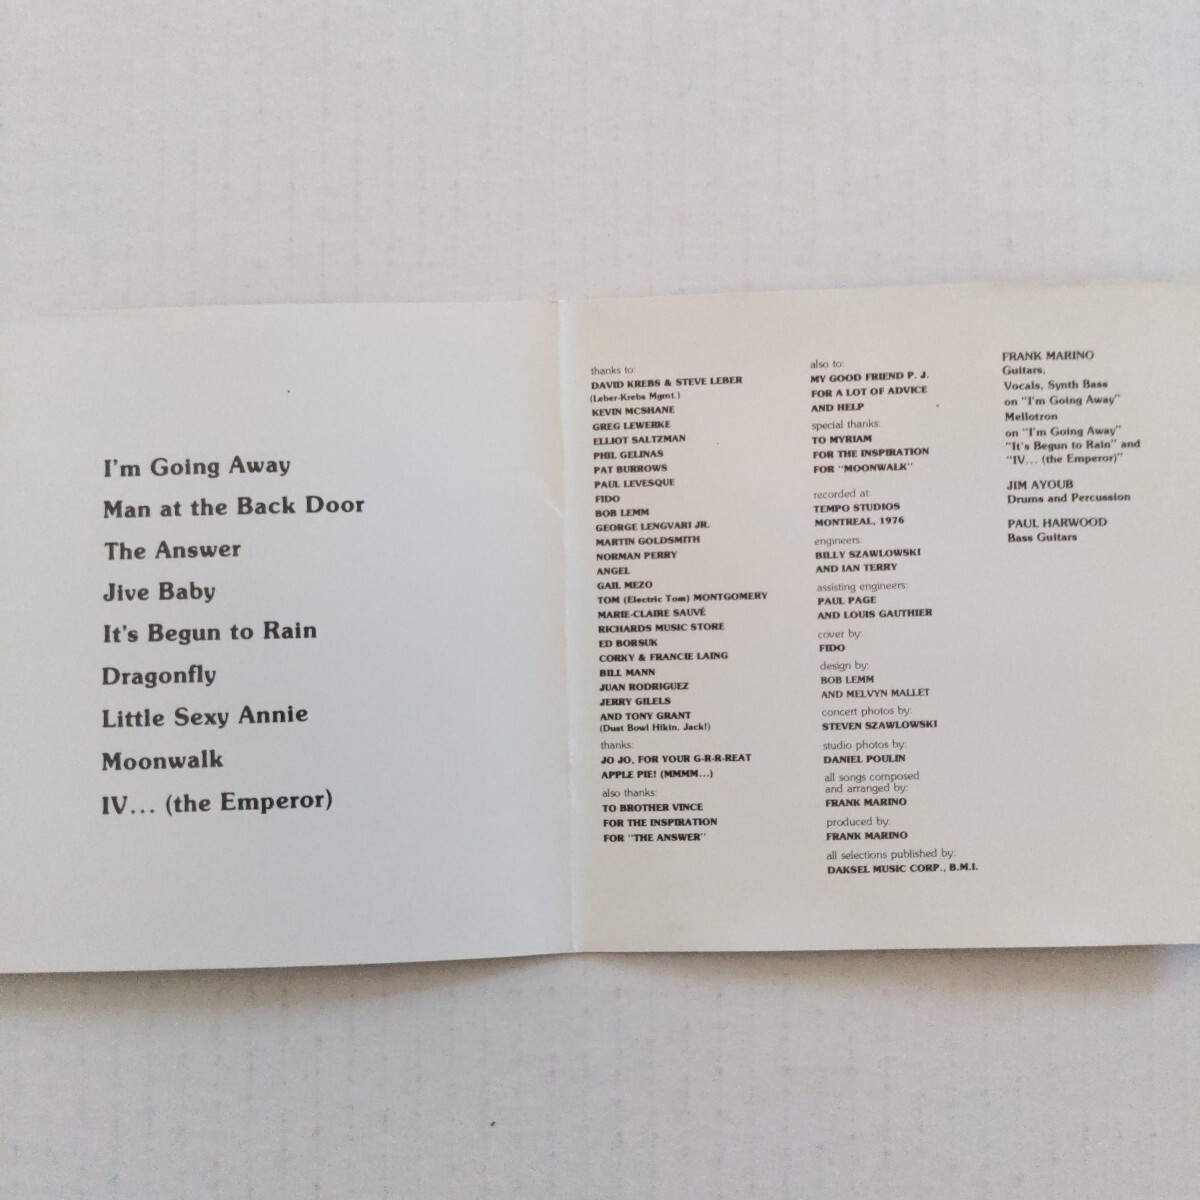 I'm Going Away
Man at the Back Door
The Answer
Jive Baby
It's Begun to Rain
Dragonfly
Little Sexy Annie
Moonwalk
IV... (the Emperor)
thanks to:
DAVID KREBS & STEVE LEBER
(Leber-Krebs Mgmt.)
KEVIN MCSHANE
GREG LEWERKE
ELLIOT SALTZMAN
PHIL GELINAS
PAT BURROWS
PAUL LEVESQUE
FIDO
BOB LEMM
GEORGE LENGVARI JR.
MARTIN GOLDSMITH
NORMAN PERRY
ANGEL
GAIL MEZO
TOM (Electric Tom) MONTGOMERY
MARIE-CLAIRE SAUVÉ
RICHARDS MUSIC STORE
ED BORSUK
CORKY & FRANCIE LAING
BILL MANN
JUAN RODRIGUEZ
JERRY GILELS
AND TONY GRANT
(Dust Bowl Hikin, Jack!)
thanks:
JO JO, FOR YOUR G-R-R-REAT
APPLE PIE! (MMMM...)
also thanks:
TO BROTHER VINCE
FOR THE INSPIRATION
FOR "THE ANSWER"
also to:
MY GOOD FRIEND P. J.
FOR A LOT OF ADVICE
AND HELP
special thanks:
TO MYRIAM
FOR THE INSPIRATION
FOR "MOONWALK"
recorded at:
TEMPO STUDIOS
MONTREAL, 1976
engineers:
BILLY SZAWLOWSKI
AND IAN TERRY
assisting engineers:
PAUL PAGE
AND LOUIS GAUTHIER
cover by:
FIDO
design by:
BOB LEMM
AND MELVYN MALLET
concert photos by:
STEVEN SZAWLOWSKI
studio photos by:
DANIEL POULIN
all songs composed
and arranged by:
FRANK MARINO
produced by:
FRANK MARINO
all selections published by:
DAKSEL MUSIC CORP., B.M.I.
FRANK MARINO
Guitars,
Vocals, Synth Bass
on "I'm Going Away"
Mellotron
on "I'm Going Away"
"It's Begun to Rain" and
"IV... (the Emperor)"
JIM AYOUB
Drums and Percussion
PAUL HARWOOD
Bass Guitars